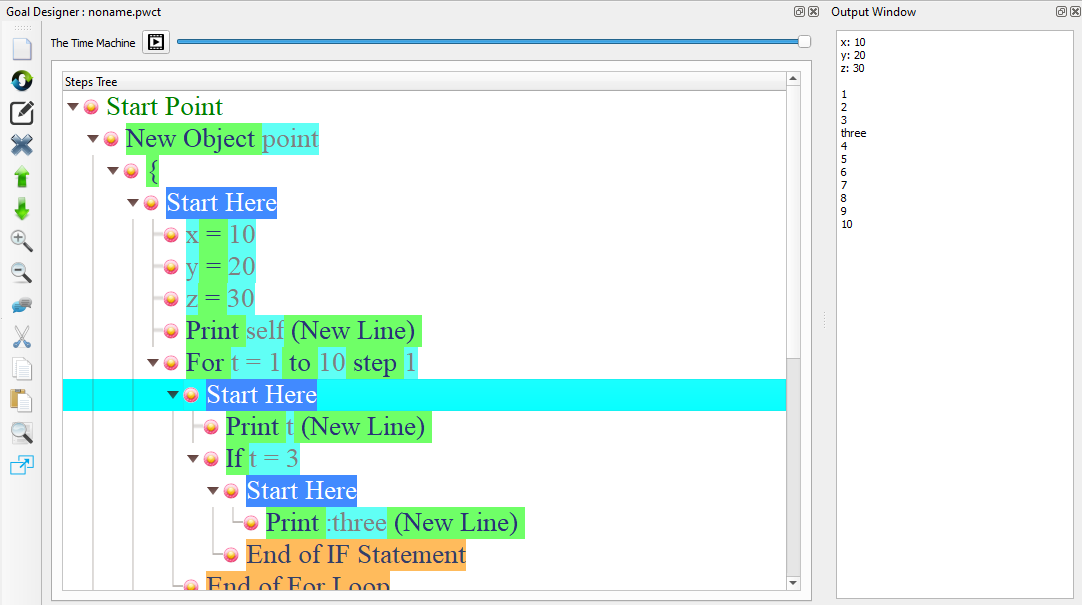 Goal Designer : noname.pwct
The Time Machine
Steps Tree
Start Point
New Object point
{
Start Here
x = 10
y = 20
z = 30
Print self (New Line)
For t = 1 to 10 step 1
Start Here
Print t (New Line)
If t = 3
Start Here
Print :three (New Line)
End of IF Statement
End of For Loop
Output Window
x: 10
y: 20
z: 30
1
2
3
three
4
5
6
7
8
9
10